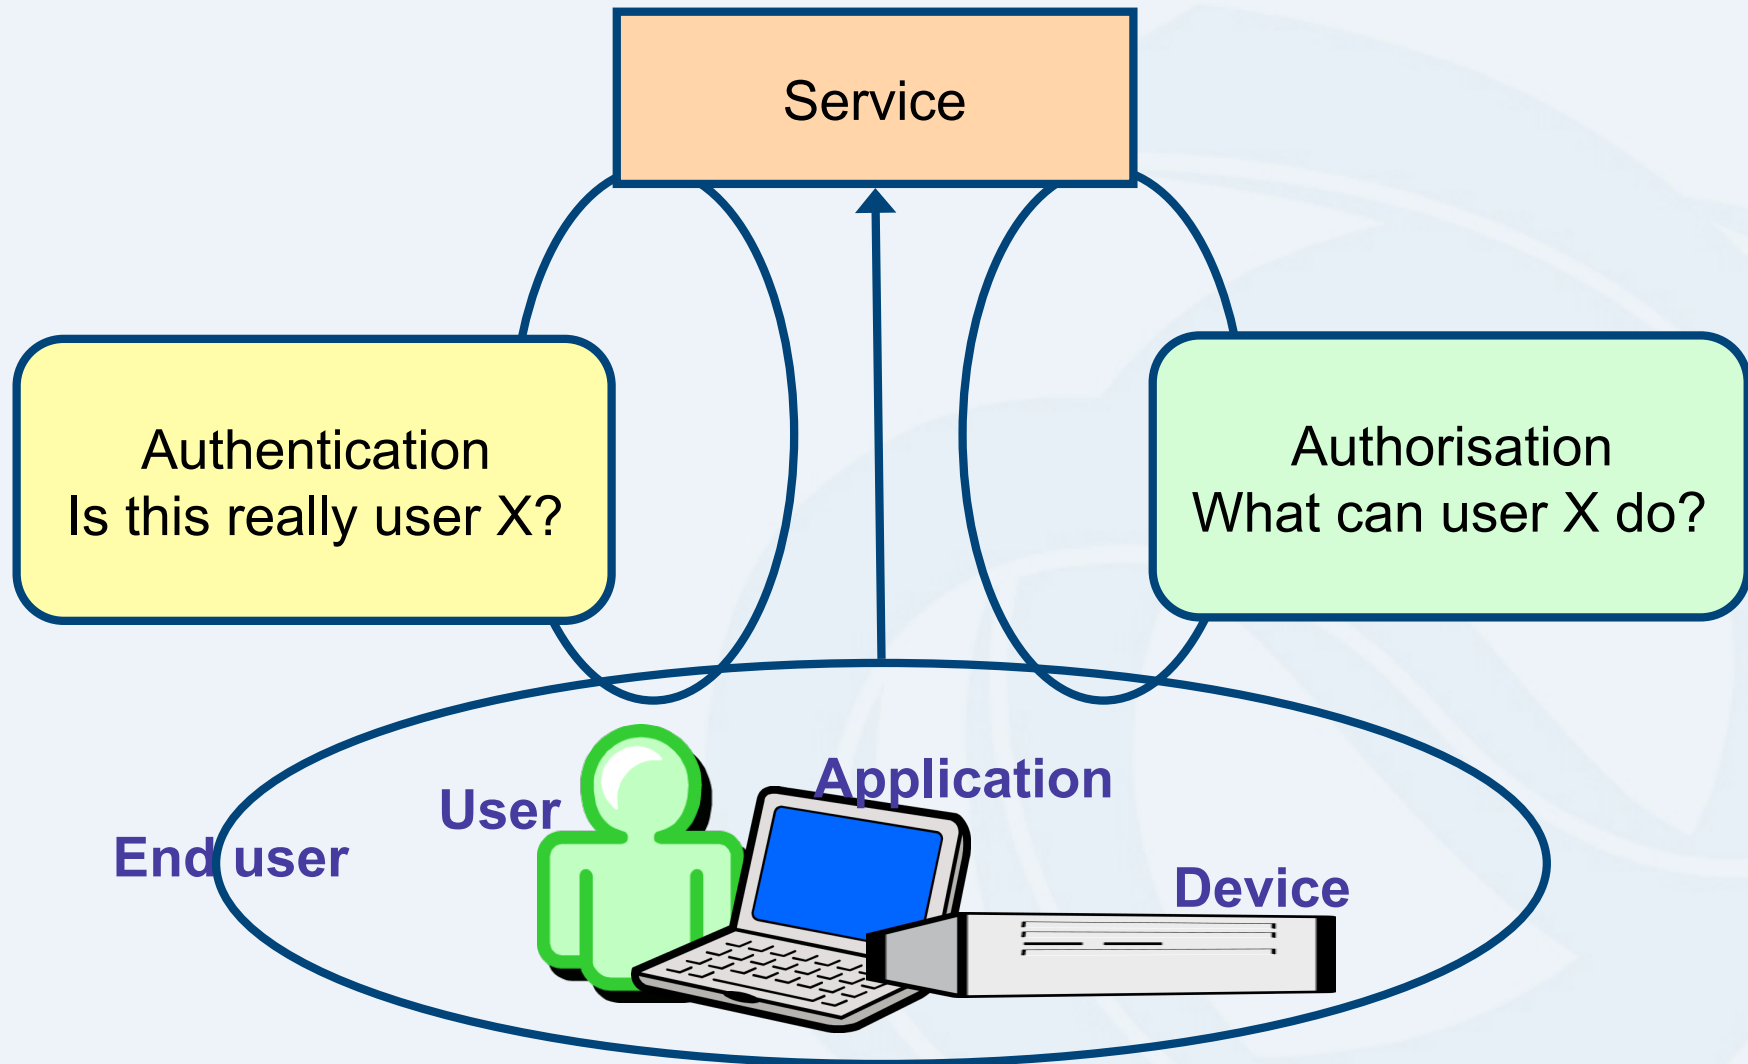 Service
Authentication
Is this really user X?
Authorisation
What can user X do?
Application
User
End user
Device